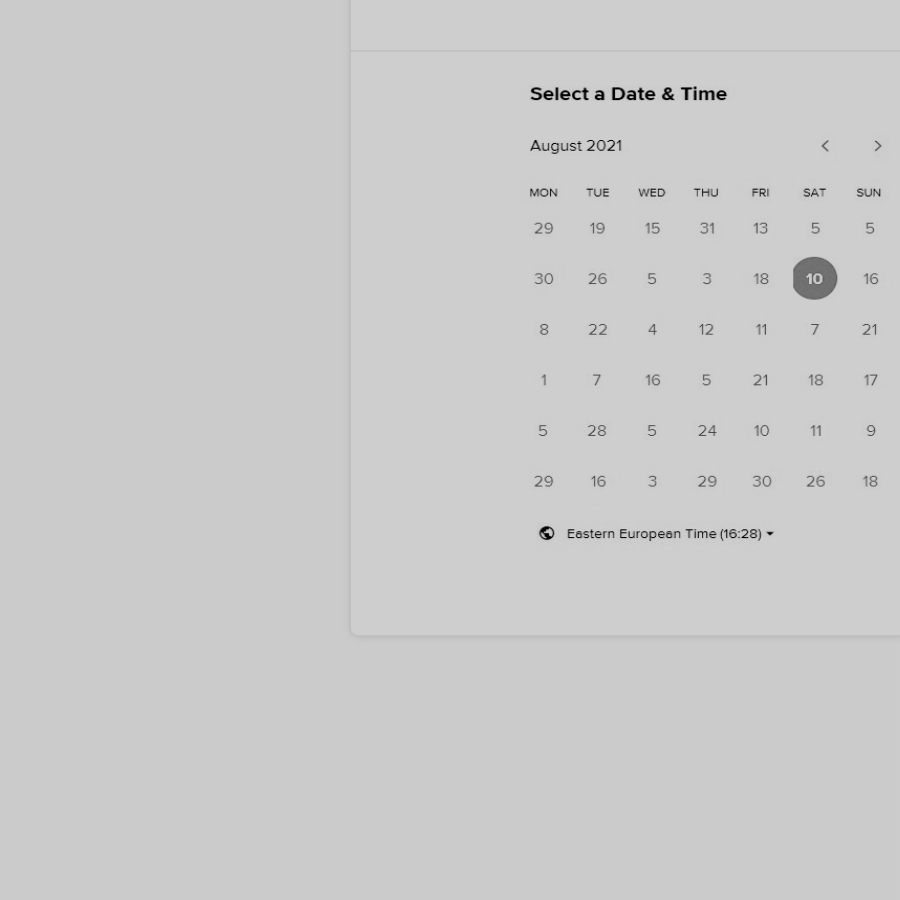 Select a Date & Time
August 2021
MON TUE WED THU FRI SAT SUN
29 19 15 31 13 5 5
30 26 5 3 18 10 16
8 22 4 12 11 7 21
1 7 16 5 21 18 17
5 28 5 24 10 11 9
29 16 3 29 30 26 18
Eastern European Time (16:28)